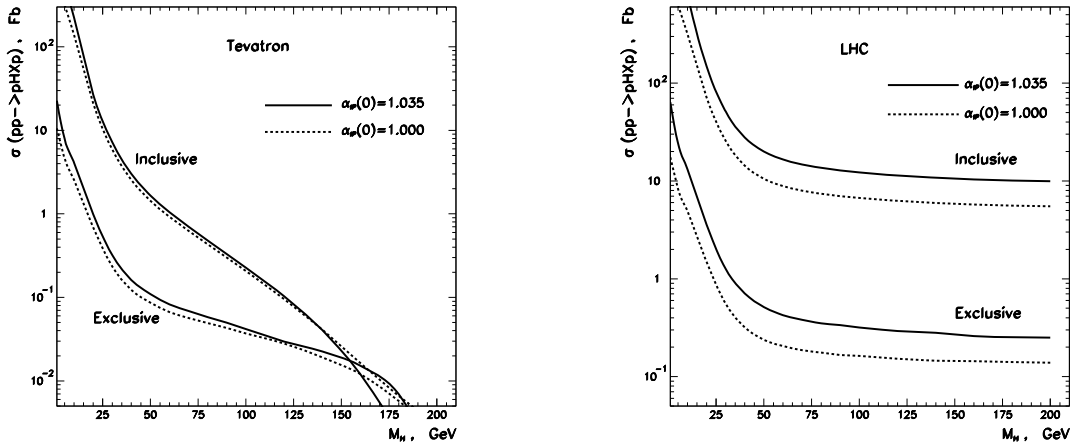 σ (pp->pHXp) , Fb
Tevatron
α_ℙ(0)=1.035
α_ℙ(0)=1.000
Inclusive
Exclusive
10²
10
1
10⁻¹
10⁻²
25 50 75 100 125 150 175 200
M_H , GeV
σ (pp->pHXp) , Fb
LHC
α_ℙ(0)=1.035
α_ℙ(0)=1.000
Inclusive
Exclusive
10²
10
1
10⁻¹
25 50 75 100 125 150 175 200
M_H , GeV